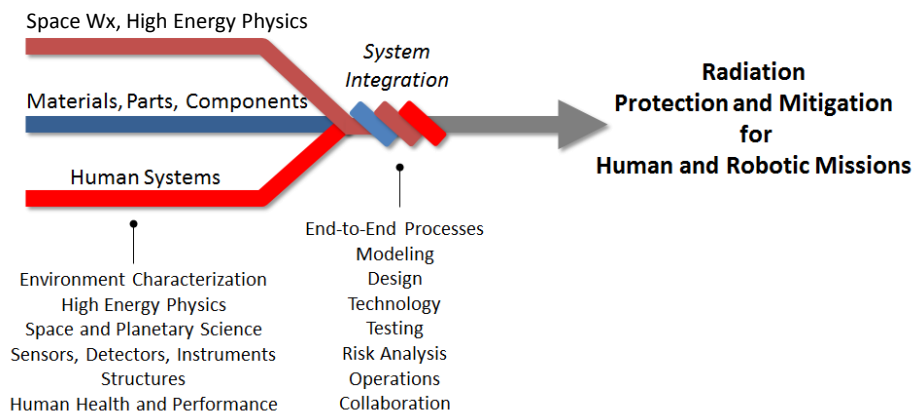 Space Wx, High Energy Physics
System
Integration
Materials, Parts, Components
Radiation
Protection and Mitigation
for
Human and Robotic Missions
Human Systems
Environment Characterization
High Energy Physics
Space and Planetary Science
Sensors, Detectors, Instruments
Structures
Human Health and Performance
End-to-End Processes
Modeling
Design
Technology
Testing
Risk Analysis
Operations
Collaboration